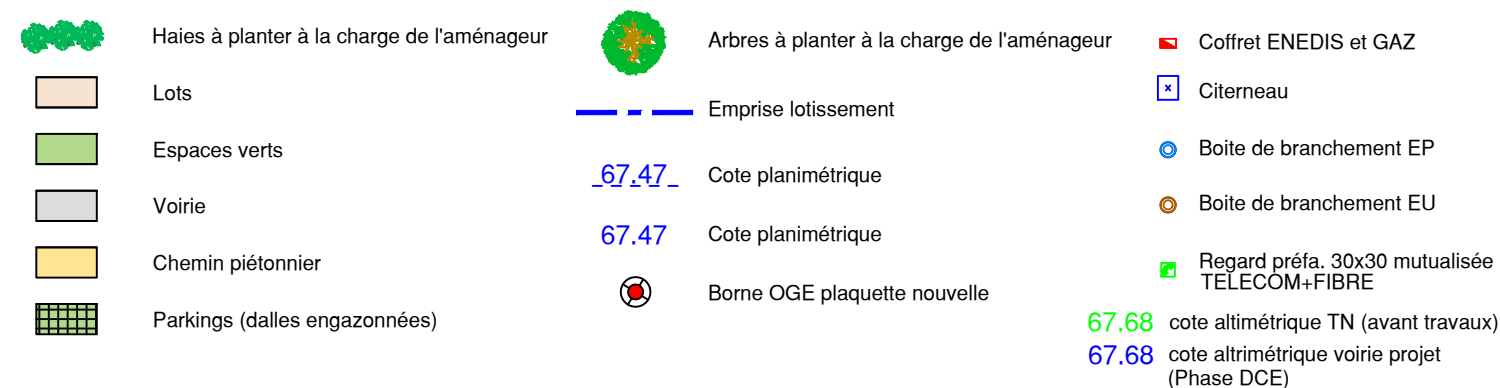 Haies à planter à la charge de l'aménageur
Lots
Espaces verts
Voirie
Chemin piétonnier
Parkings (dalles engazonnées)
Arbres à planter à la charge de l'aménageur
Emprise lotissement
67.47 Cote planimétrique
67.47 Cote planimétrique
Borne OGE plaquette nouvelle
Coffret ENEDIS et GAZ
Citerneau
Boite de branchement EP
Boite de branchement EU
Regard préfa. 30x30 mutualisée
TELECOM+FIBRE
67.68 cote altimétrique TN (avant travaux)
67.68 cote altrimétrique voirie projet
(Phase DCE)